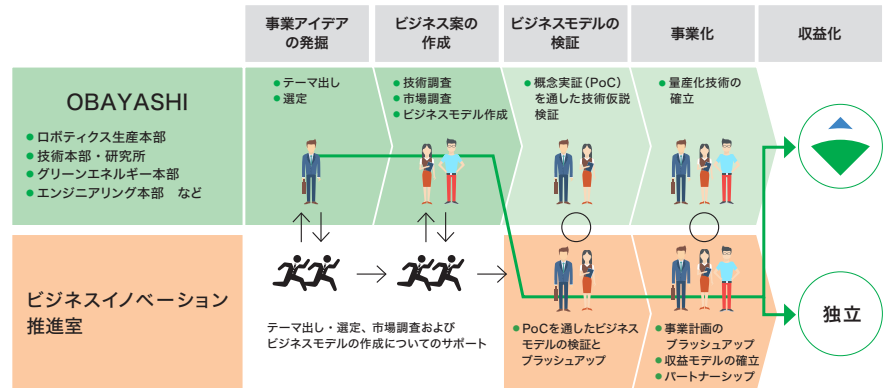 事業アイデア
の発掘
ビジネス案の
作成
ビジネスモデルの
検証
事業化
収益化
OBAYASHI
● ロボティクス生産本部
● 技術本部・研究所
● グリーンエネルギー本部
● エンジニアリング本部 など
● テーマ出し
● 選定
● 技術調査
● 市場調査
● ビジネスモデル作成
● 概念実証(PoC)
を通した技術仮説
検証
● 量産化技術の
確立
ビジネスイノベーション
推進室
テーマ出し・選定、市場調査および
ビジネスモデルの作成についてのサポート
● PoCを通したビジネス
モデルの検証と
ブラッシュアップ
● 事業計画の
ブラッシュアップ
● 収益モデルの確立
● パートナーシップ
独立